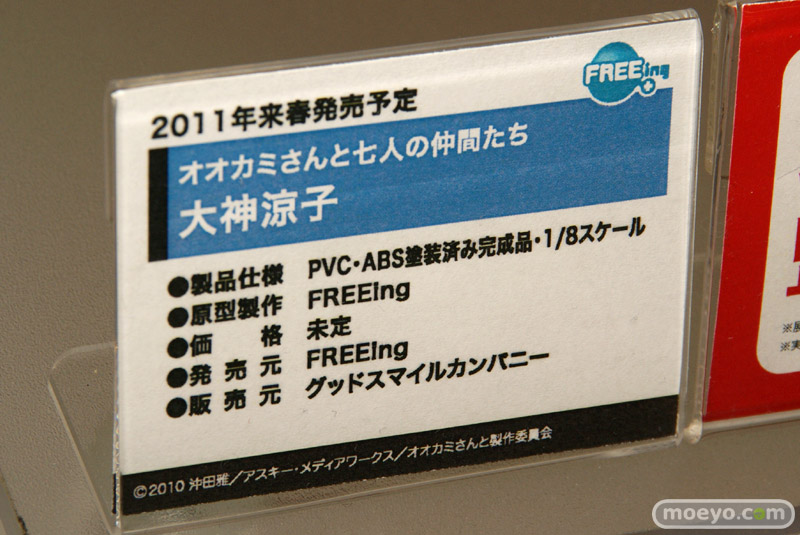 FREEing
2011年来春発売予定
オオカミさんと七人の仲間たち
大神涼子
●製品仕様 PVC・ABS塗装済み完成品・1/8スケール
●原型製作 FREEIng
●価格 未定
●発売元 FREEIng
●販売元 グッドスマイルカンパニー
©2010 沖田雅／アスキー・メディアワークス／オオカミさんと製作委員会
moeyo.com